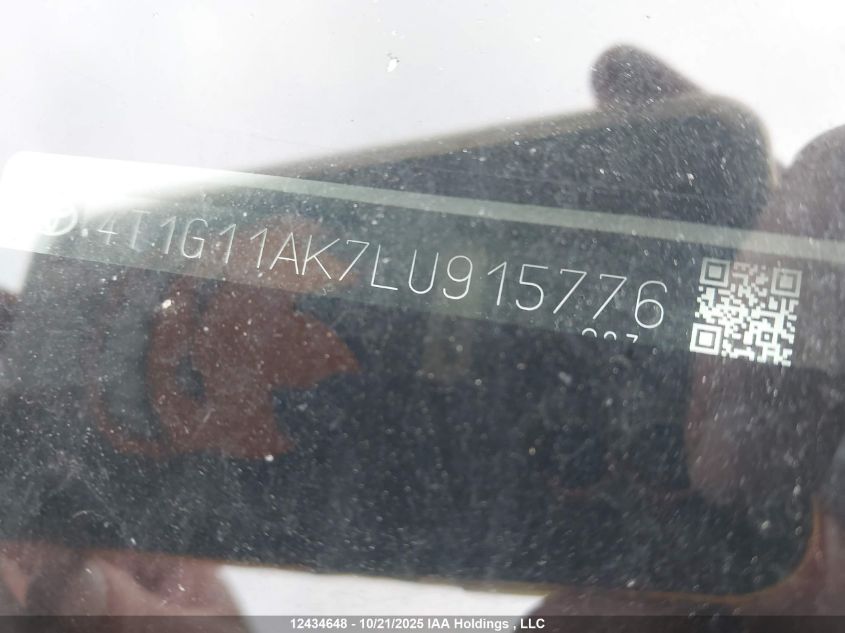 4T1G11AK7LU915776
12434648 - 10/21/2025 IAA Holdings , LLC